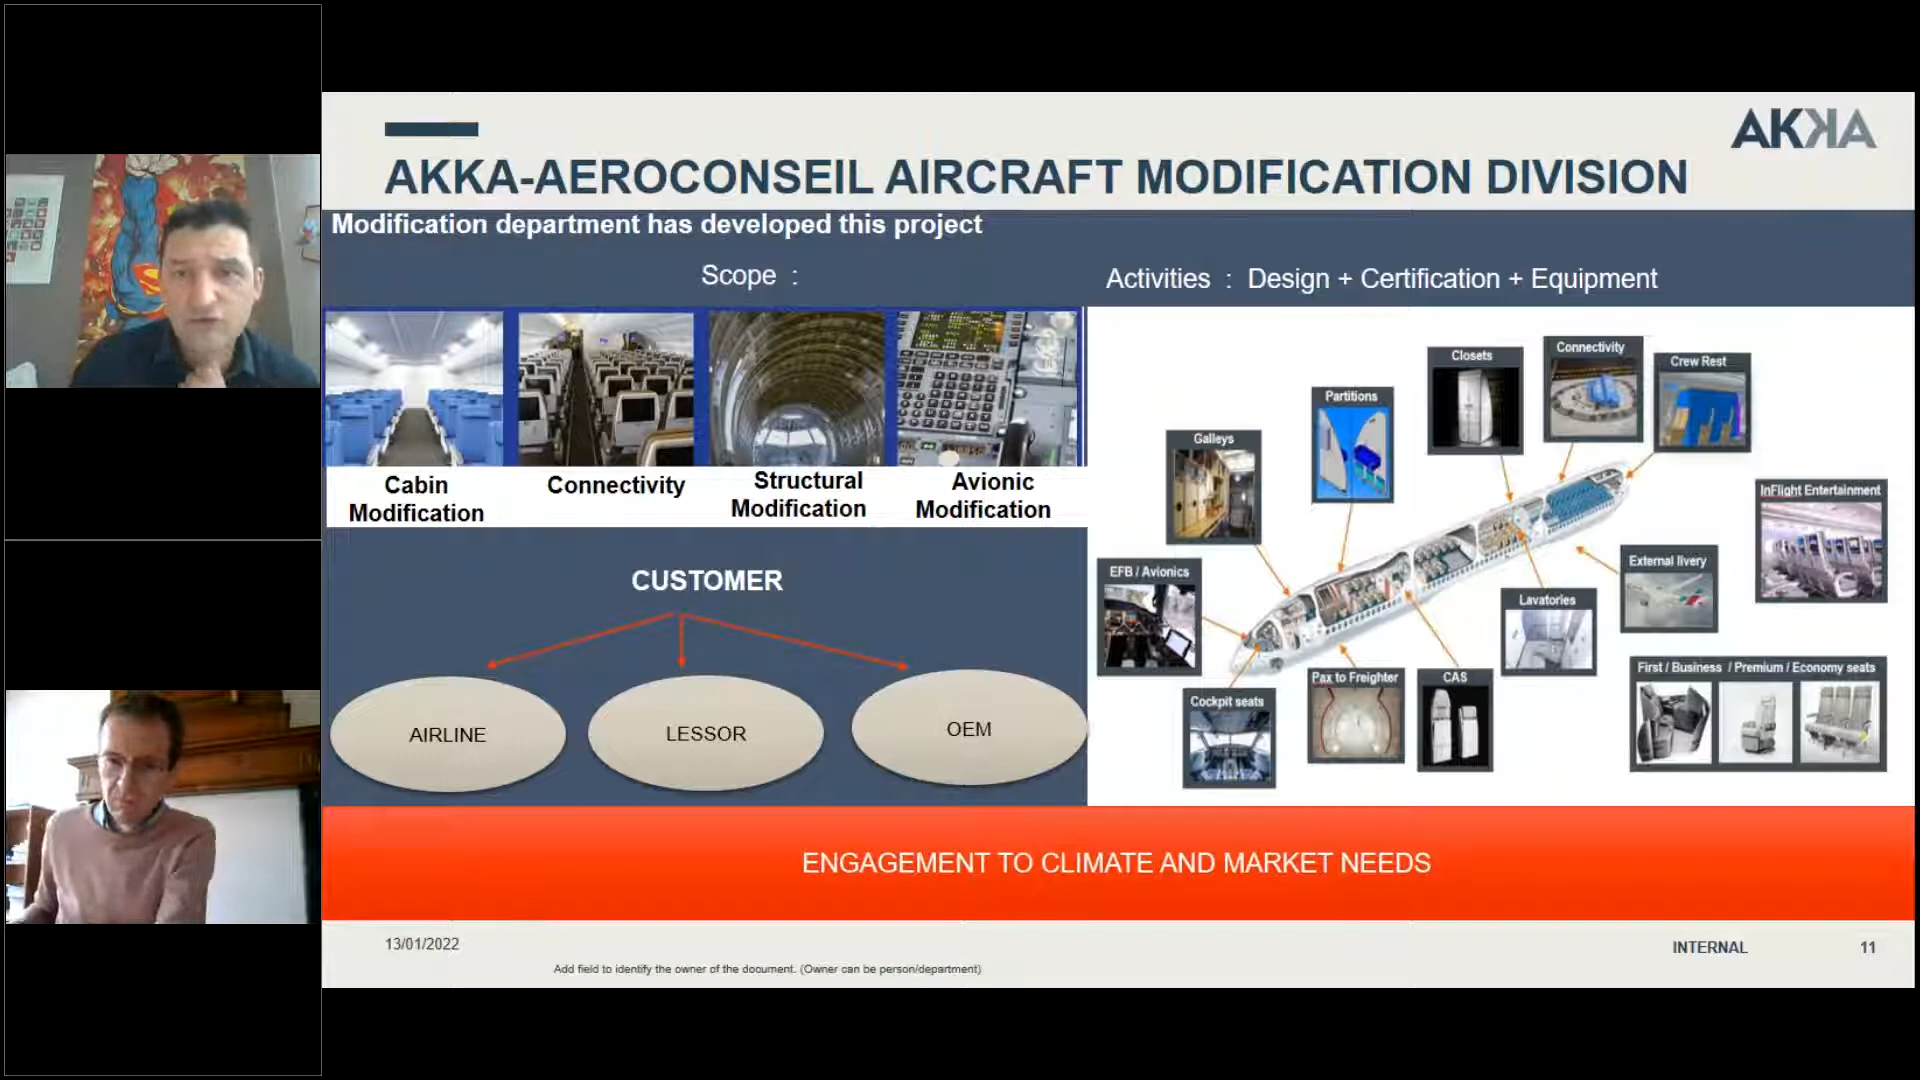 AKKA
AKKA-AEROCONSEIL AIRCRAFT MODIFICATION DIVISION
Modification department has developed this project
Scope :
Activities : Design + Certification + Equipment
Cabin
Modification
Connectivity
Structural
Modification
Avionic
Modification
CUSTOMER
AIRLINE
LESSOR
OEM
Closets
Connectivity
Crew Rest
Partitions
Galleys
InFlight Entertainment
EFB / Avionics
External livery
Lavatories
First / Business / Premium / Economy seats
Pax to Freighter
CAS
Cockpit seats
ENGAGEMENT TO CLIMATE AND MARKET NEEDS
13/01/2022
INTERNAL
11
Add field to identify the owner of the document. (Owner can be person/department)